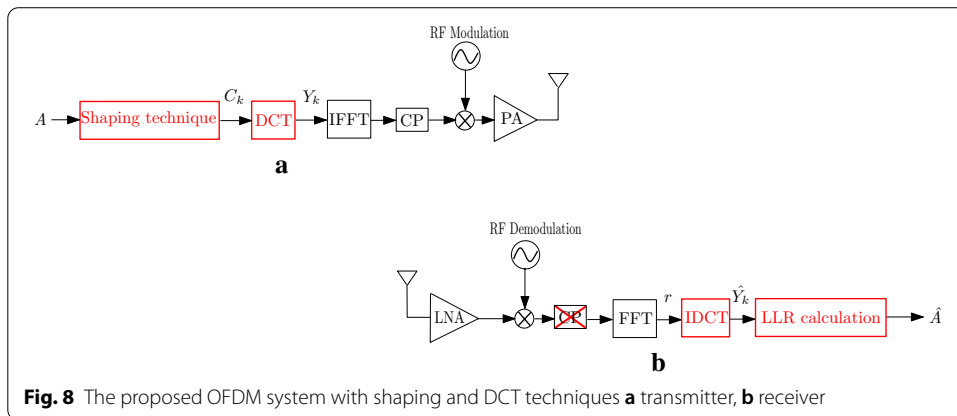 RF Modulation
A Shaping technique C_k DCT Y_k IFFT CP PA
a
RF Demodulation
LNA CP FFT r IDCT Ŷ_k LLR calculation Â
b
Fig. 8 The proposed OFDM system with shaping and DCT techniques a transmitter, b receiver